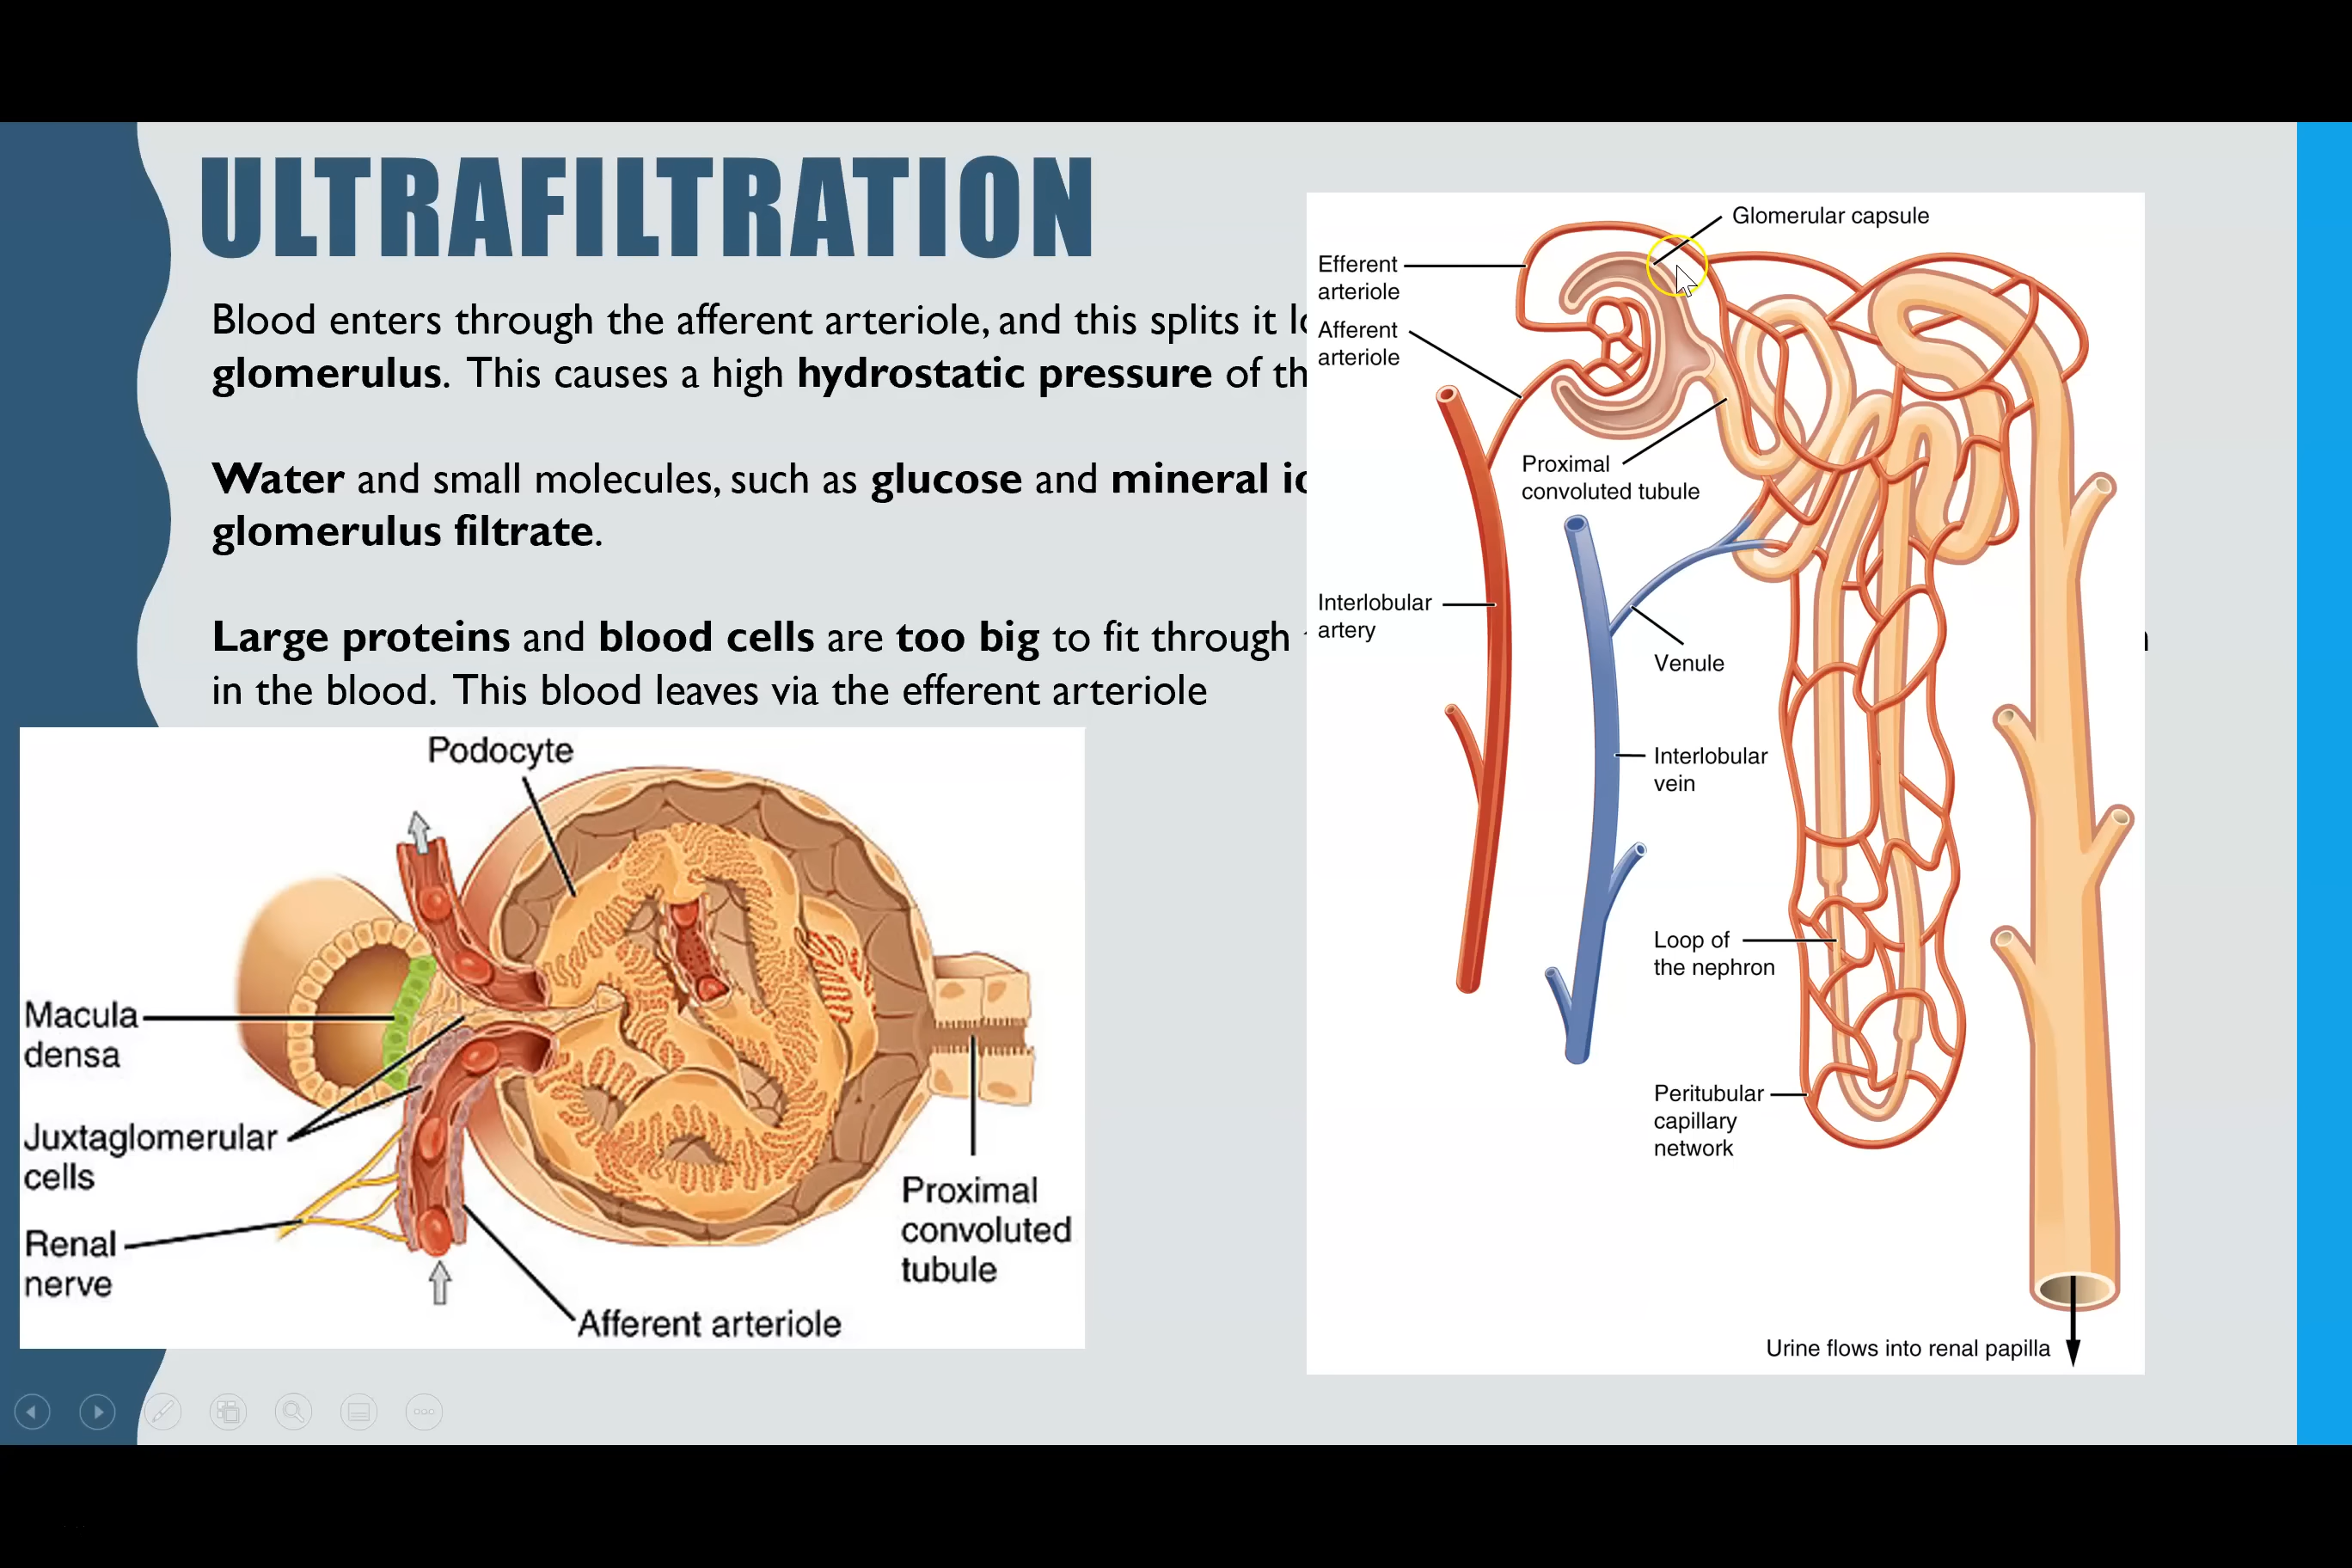 ULTRAFILTRATION
Blood enters through the afferent arteriole, and this splits it
glomerulus. This causes a high hydrostatic pressure of
Water and small molecules, such as glucose and mineral
glomerulus filtrate.
Large proteins and blood cells are too big to fit through
in the blood. This blood leaves via the efferent arteriole
Podocyte
Macula
densa
Juxtaglomerular
cells
Renal
nerve
Afferent arteriole
Proximal
convoluted
tubule
Glomerular capsule
Efferent
arteriole
Afferent
arteriole
Proximal
convoluted tubule
Interlobular
artery
Venule
Interlobular
vein
Loop of
the nephron
Peritubular
capillary
network
Urine flows into renal papilla